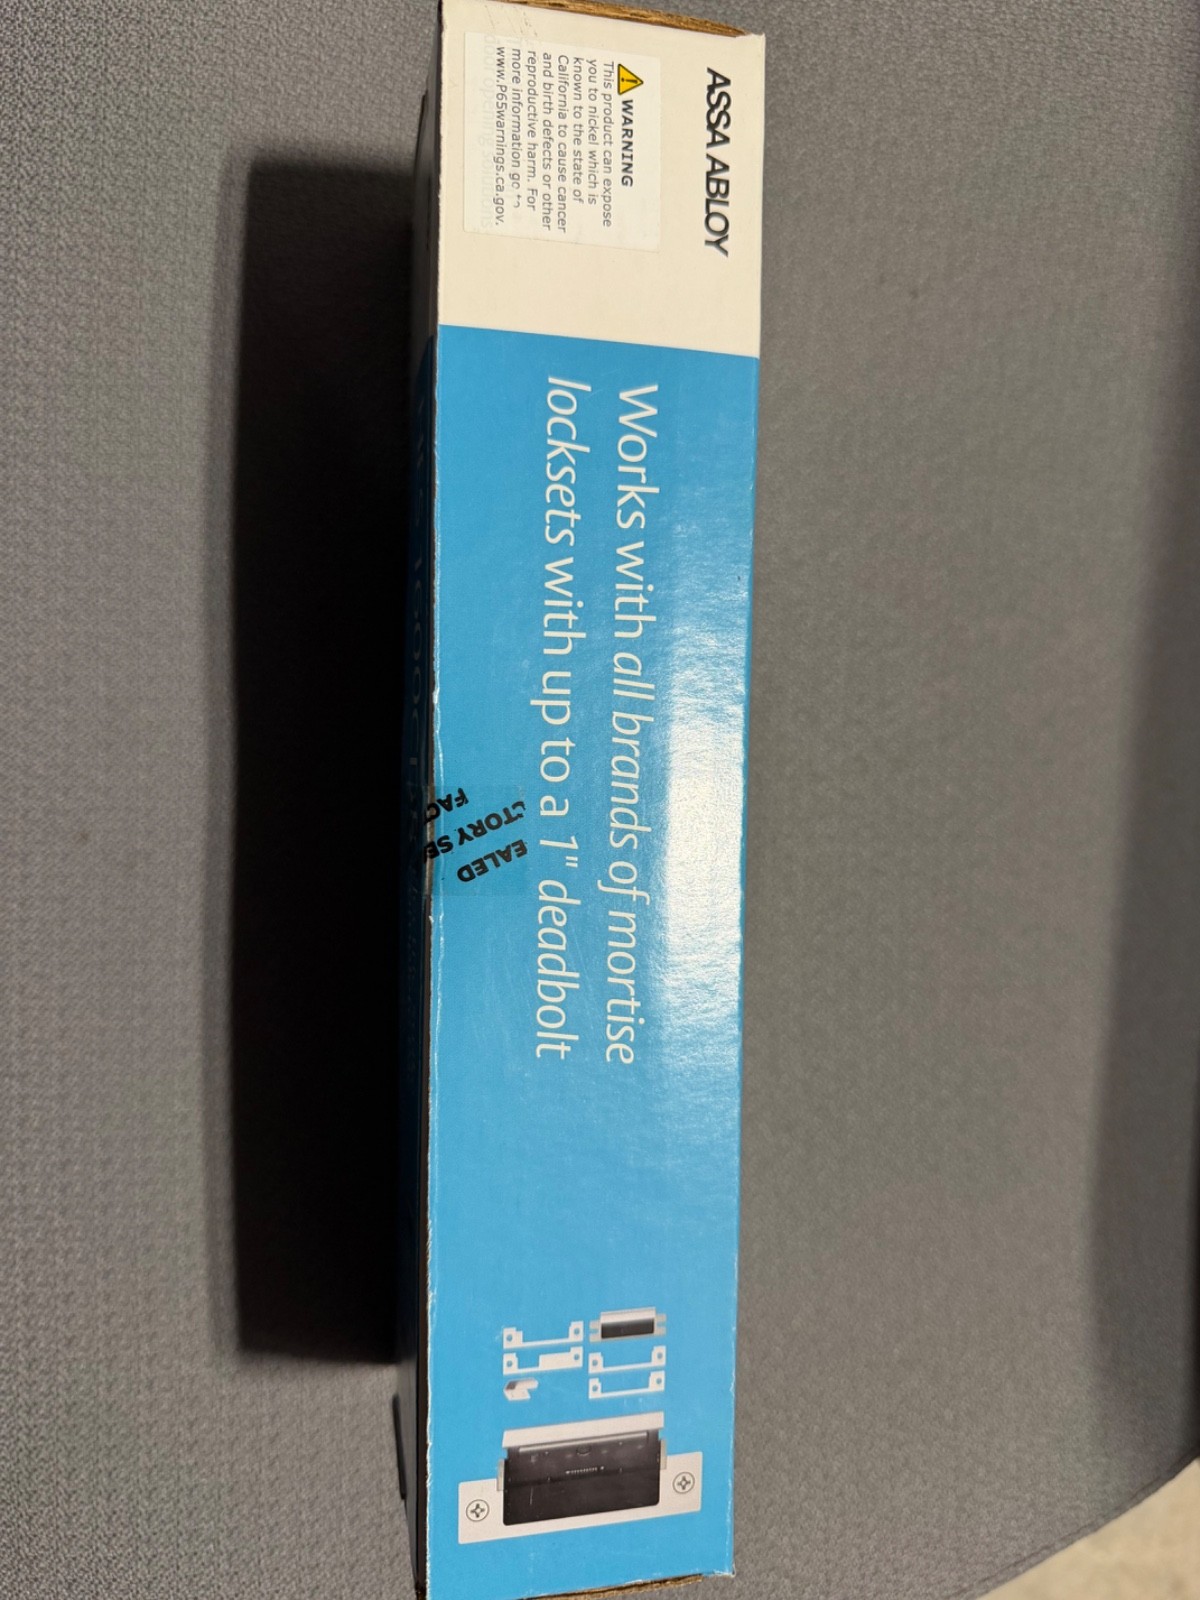 ASSA ABLOY
WARNING
This product can expose
you to nickel which is
known to the state of
California to cause cancer
and birth defects or other
reproductive harm. For
more information go to
www.P65warnings.ca.gov.
Works with all brands of mortise
locksets with up to a 1" deadbolt
FACTORY SEALED